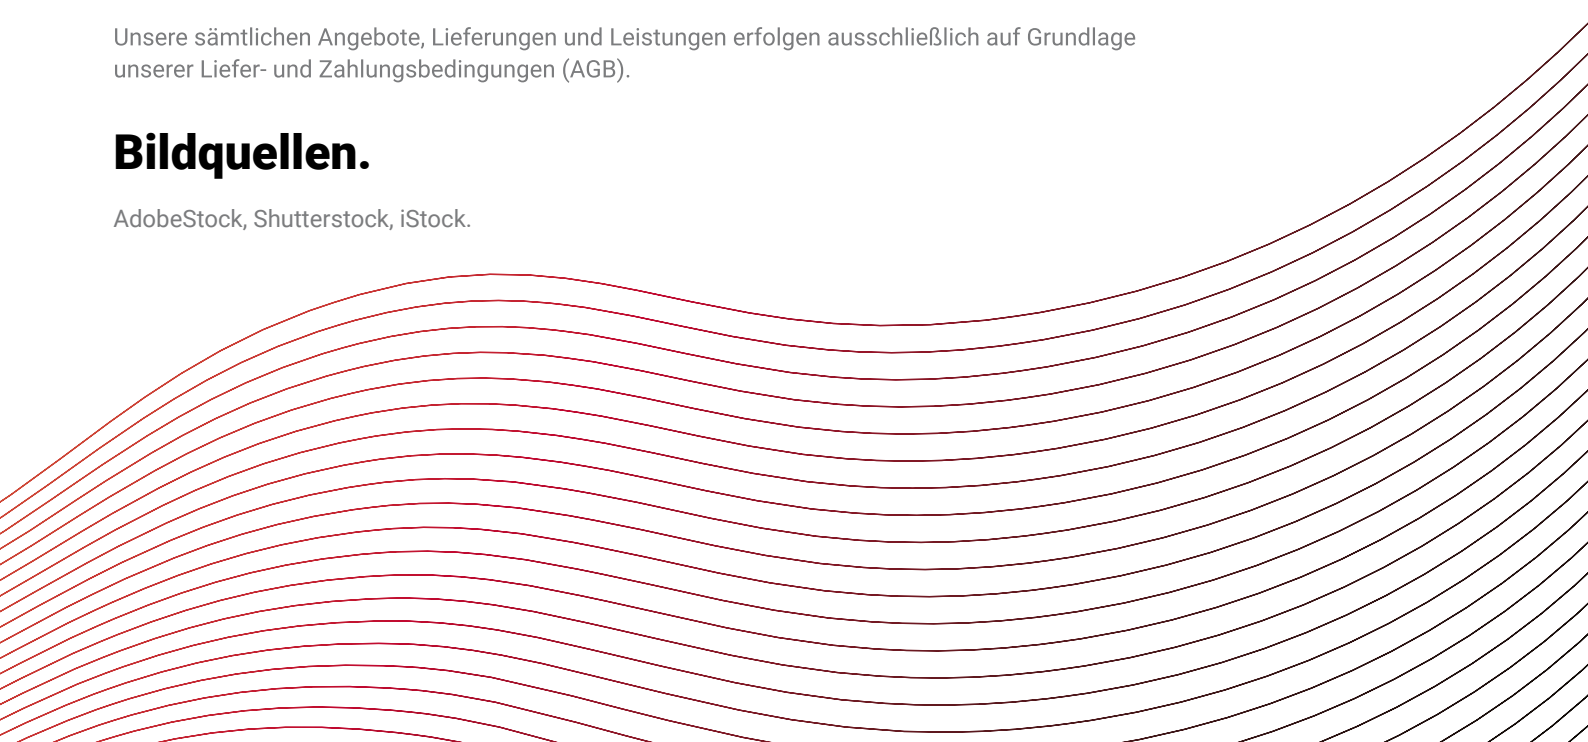 Unsere sämtlichen Angebote, Lieferungen und Leistungen erfolgen ausschließlich auf Grundlage
unserer Liefer- und Zahlungsbedingungen (AGB).
Bildquellen.
AdobeStock, Shutterstock, iStock.